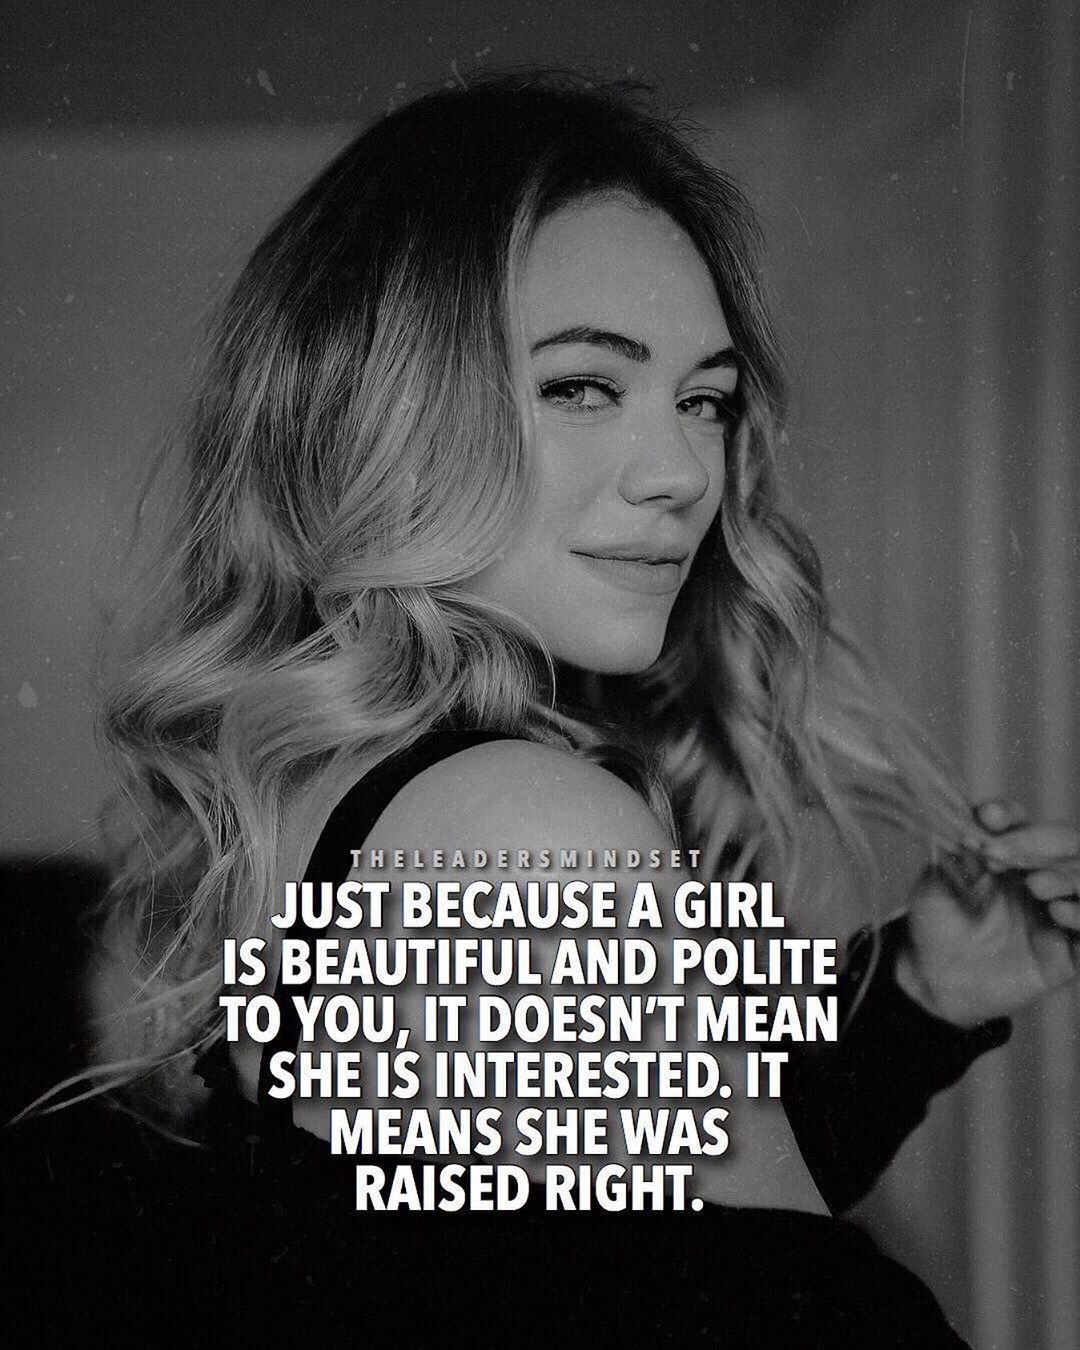 THELEADERSMINDSET
JUST BECAUSE A GIRL
IS BEAUTIFUL AND POLITE
TO YOU, IT DOESN'T MEAN
SHE IS INTERESTED. IT
MEANS SHE WAS
RAISED RIGHT.